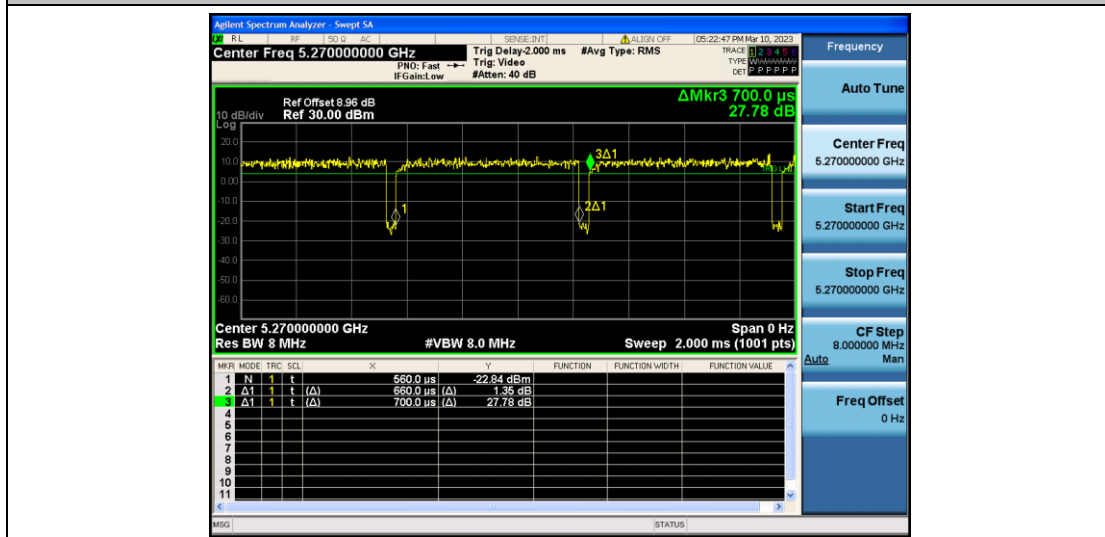 Agilent Spectrum Analyzer - Swept SA
RL RF 50 Ω AC SENSE:INT ALIGN OFF 05:22:47 PM Mar 10, 2023
Center Freq 5.270000000 GHz Trig Delay-2.000 ms #Avg Type: RMS TRACE 1 2 3 4 5 6
PNO: Fast Trig: Video TYPE
IFGain:Low #Atten: 40 dB DET P P P P P P
ΔMkr3 700.0 µs
27.78 dB
Ref Offset 8.96 dB
10 dB/div Ref 30.00 dBm
Log
20.0
10.0
0.00
-10.0
-20.0
-30.0
-40.0
-50.0
-60.0
3Δ1
1
2Δ1
Center 5.270000000 GHz Span 0 Hz
Res BW 8 MHz #VBW 8.0 MHz Sweep 2.000 ms (1001 pts)
MKR MODE TRC SCL X Y FUNCTION FUNCTION WIDTH FUNCTION VALUE
1 N 1 t 560.0 µs -22.84 dBm
2 Δ1 1 t (Δ) 660.0 µs (Δ) 1.35 dB
3 Δ1 1 t (Δ) 700.0 µs (Δ) 27.78 dB
4
5
6
7
8
9
10
11
MSG STATUS
Frequency
Auto Tune
Center Freq
5.270000000 GHz
Start Freq
5.270000000 GHz
Stop Freq
5.270000000 GHz
CF Step
8.000000 MHz
Auto Man
Freq Offset
0 Hz